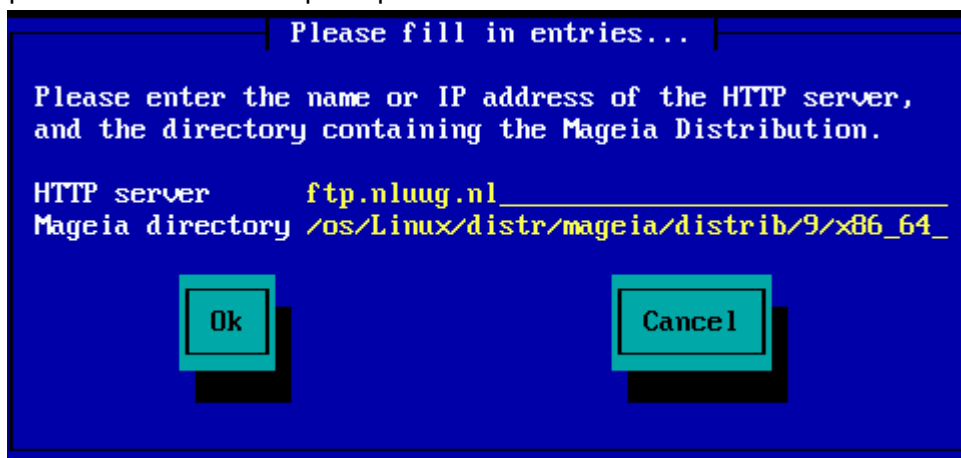 Please fill in entries...
Please enter the name or IP address of the HTTP server,
and the directory containing the Mageia Distribution.
HTTP server ftp.nluug.nl
Mageia directory /os/Linux/distr/mageia/distrib/9/x86_64_
Ok Cancel